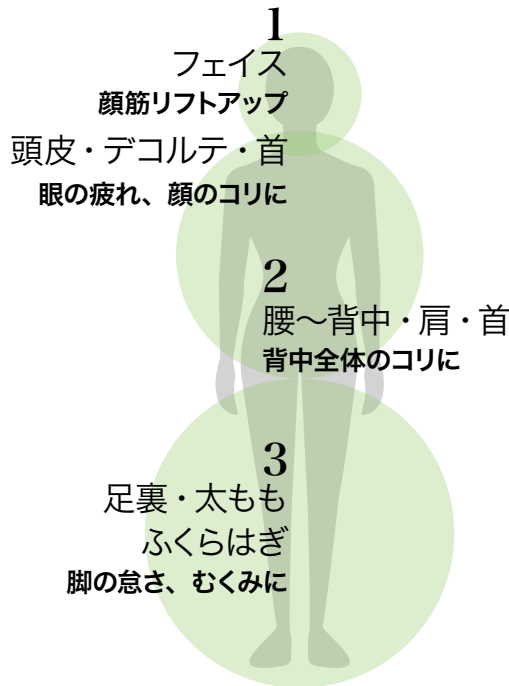 1
フェイス
顔筋リフトアップ
頭皮・デコルテ・首
眼の疲れ、顔のコリに
2
腰〜背中・肩・首
背中全体のコリに
3
足裏・太もも
ふくらはぎ
脚の怠さ、むくみに